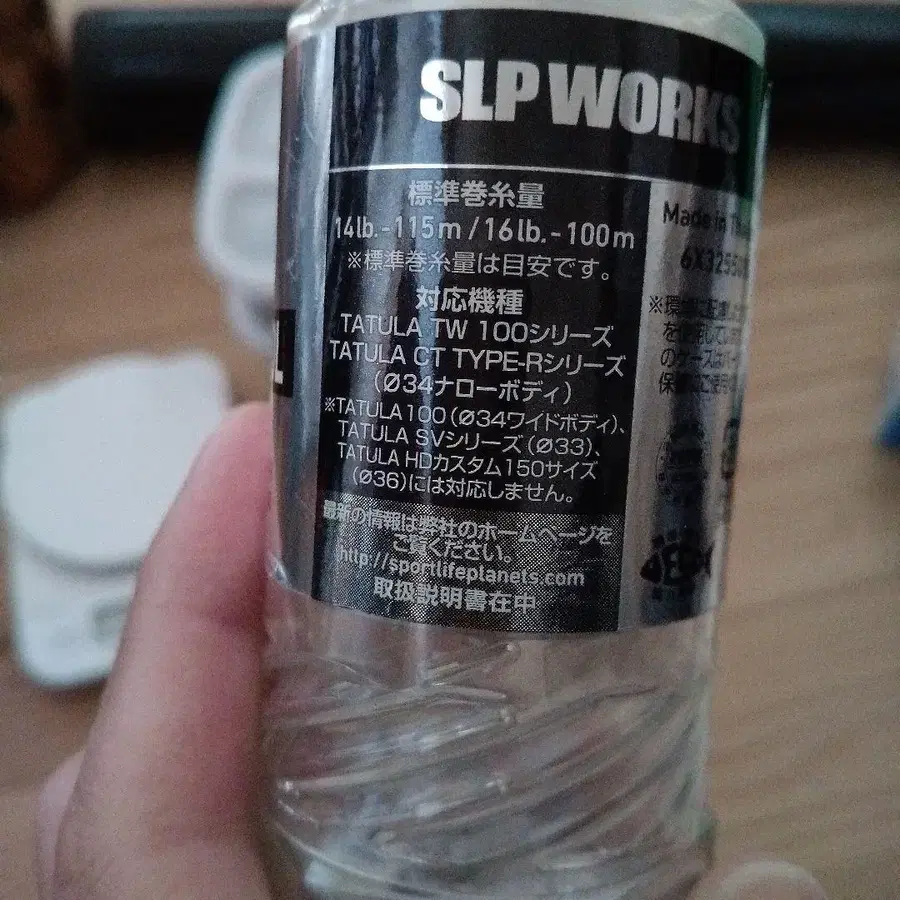 SLP WORKS
標準巻糸量
14lb.-115m/16lb.-100m
※標準巻糸量は目安です。
対応機種
TATULA TW 100シリーズ
TATULA CT TYPE-Rシリーズ
(Ø34ナローボディ)
※TATULA100(Ø34ワイドボディ)、
TATULA SVシリーズ(Ø33)、
TATULA HDカスタム150サイズ
(Ø36)には対応しません。
最新の情報は弊社のホームページを
ご覧ください。
http://sportlifeplanets.com
取扱説明書在中
Made in